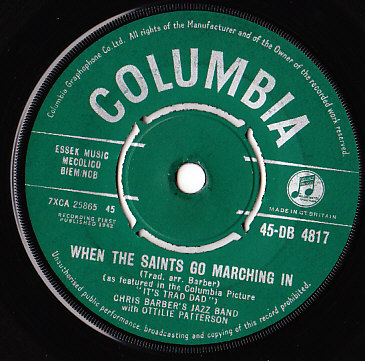 Columbia Graphophone Co Ltd. All rights of the Manufacturer and of the Owner of the recorded work reserved.
COLUMBIA
ESSEX MUSIC
MECOLICO
BIEM/NCB
7XCA 25865 45
RECORDING FIRST
PUBLISHED 1962
MADE IN GT. BRITAIN
45-DB 4817
WHEN THE SAINTS GO MARCHING IN
(Trad. arr. Barber)
(as featured in the Columbia Picture
"IT'S TRAD DAD")
CHRIS BARBER'S JAZZ BAND
with OTTILIE PATTERSON
Unauthorised public performance, broadcasting and copying of this record prohibited.